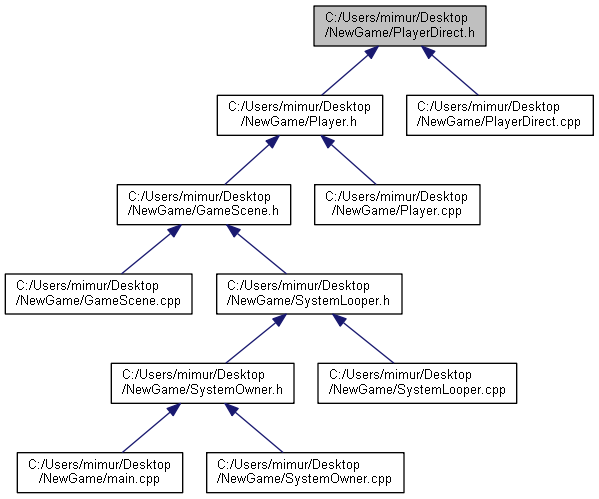 C:/Users/mimur/Desktop
/NewGame/PlayerDirect.h
C:/Users/mimur/Desktop
/NewGame/Player.h
C:/Users/mimur/Desktop
/NewGame/PlayerDirect.cpp
C:/Users/mimur/Desktop
/NewGame/GameScene.h
C:/Users/mimur/Desktop
/NewGame/Player.cpp
C:/Users/mimur/Desktop
/NewGame/GameScene.cpp
C:/Users/mimur/Desktop
/NewGame/SystemLooper.h
C:/Users/mimur/Desktop
/NewGame/SystemOwner.h
C:/Users/mimur/Desktop
/NewGame/SystemLooper.cpp
C:/Users/mimur/Desktop
/NewGame/main.cpp
C:/Users/mimur/Desktop
/NewGame/SystemOwner.cpp